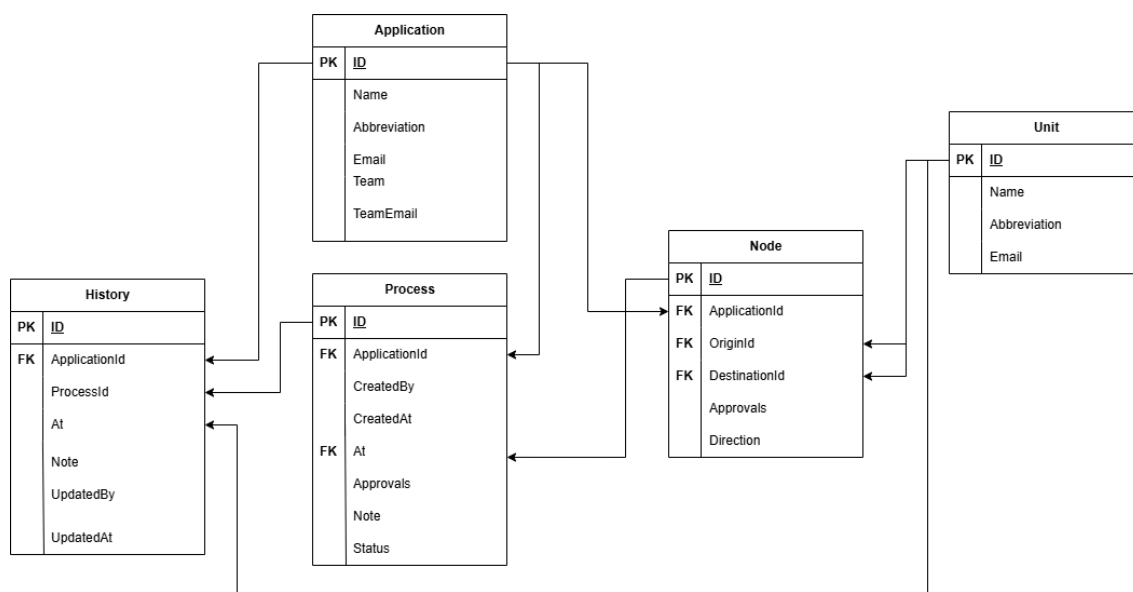 Application
PK ID
Name
Abbreviation
Email
Team
TeamEmail
Unit
PK ID
Name
Abbreviation
Email
Node
PK ID
FK ApplicationId
FK OriginId
FK DestinationId
Approvals
Direction
History
PK ID
FK ApplicationId
ProcessId
At
Note
UpdatedBy
UpdatedAt
Process
PK ID
FK ApplicationId
CreatedBy
CreatedAt
FK At
Approvals
Note
Status